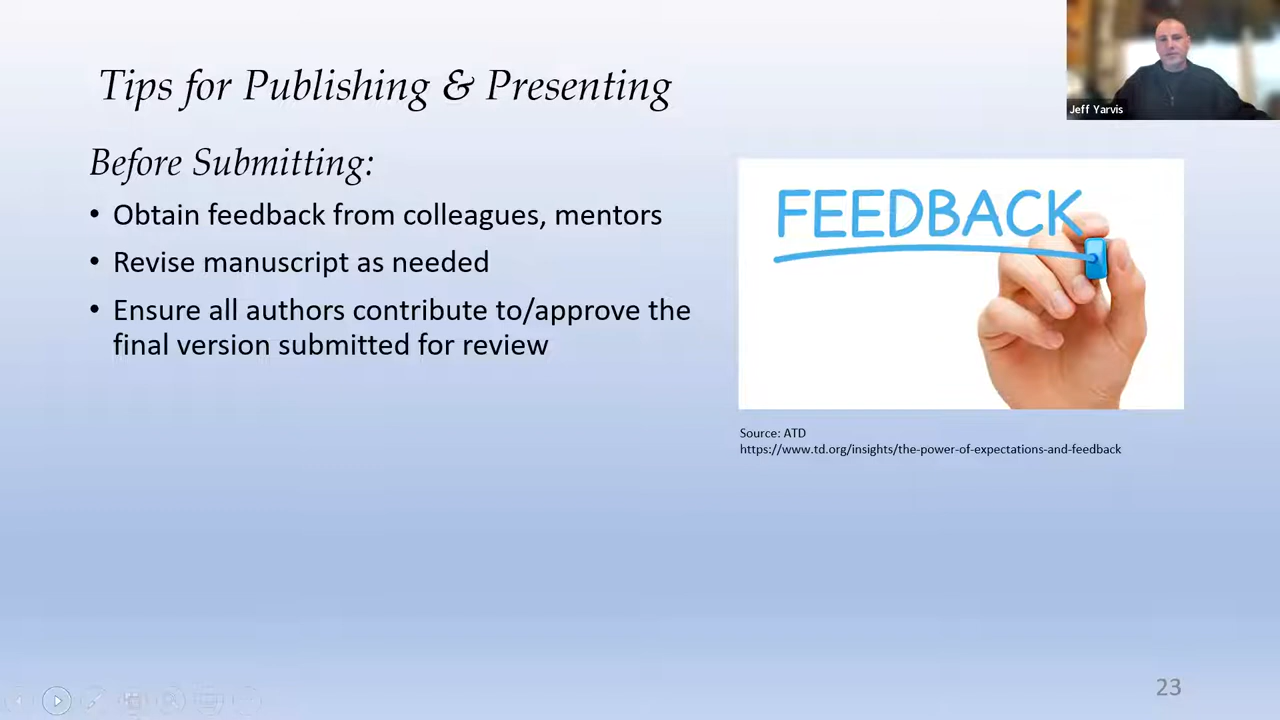 Tips for Publishing & Presenting
Jeff Yarvis
Before Submitting:
• Obtain feedback from colleagues, mentors
• Revise manuscript as needed
• Ensure all authors contribute to/approve the
final version submitted for review
FEEDBACK
Source: ATD
https://www.td.org/insights/the-power-of-expectations-and-feedback
23